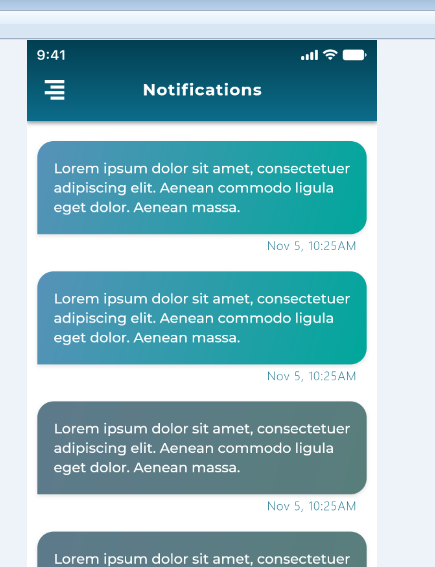 9:41
Notifications
Lorem ipsum dolor sit amet, consectetuer
adipiscing elit. Aenean commodo ligula
eget dolor. Aenean massa.
Nov 5, 10:25AM
Lorem ipsum dolor sit amet, consectetuer
adipiscing elit. Aenean commodo ligula
eget dolor. Aenean massa.
Nov 5, 10:25AM
Lorem ipsum dolor sit amet, consectetuer
adipiscing elit. Aenean commodo ligula
eget dolor. Aenean massa.
Nov 5, 10:25AM
Lorem ipsum dolor sit amet, consectetuer